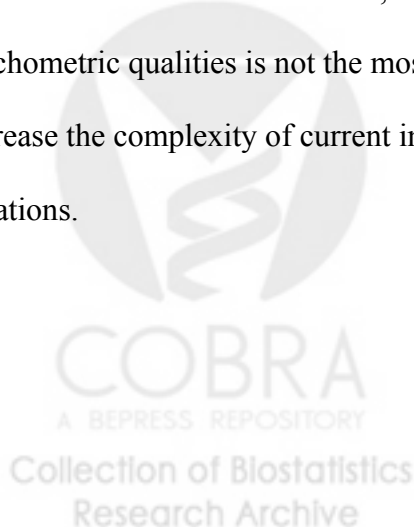 chometric qualities is not the mos
rease the complexity of current in
ations.
COBRA
A BEPRESS REPOSITORY
Collection of Biostatistics
Research Archive